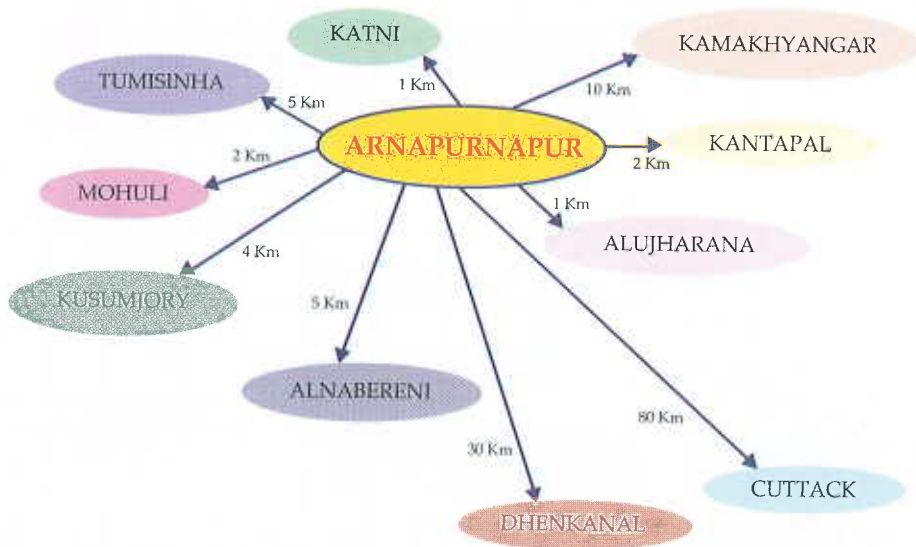 KATNI
KAMAKHYANGAR
TUMISINHA
1 Km
10 Km
5 Km
ARNAPURNAPUR
KANTAPAL
2 Km
2 Km
MOHULI
1 Km
ALUJHARANA
4 Km
KUSUMJORY
5 Km
ALNABERENI
80 Km
30 Km
CUTTACK
DHENKANAL